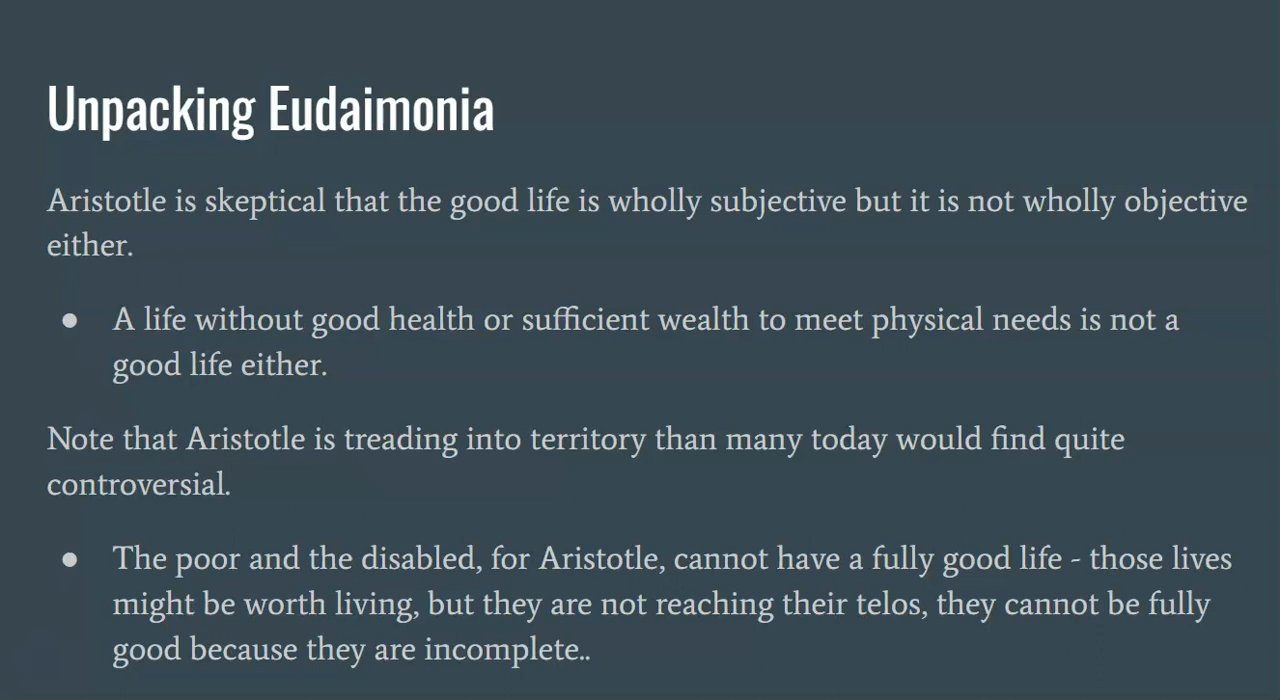 Unpacking Eudaimonia
Aristotle is skeptical that the good life is wholly subjective but it is not wholly objective
either.
● A life without good health or sufficient wealth to meet physical needs is not a
good life either.
Note that Aristotle is treading into territory than many today would find quite
controversial.
● The poor and the disabled, for Aristotle, cannot have a fully good life - those lives
might be worth living, but they are not reaching their telos, they cannot be fully
good because they are incomplete..